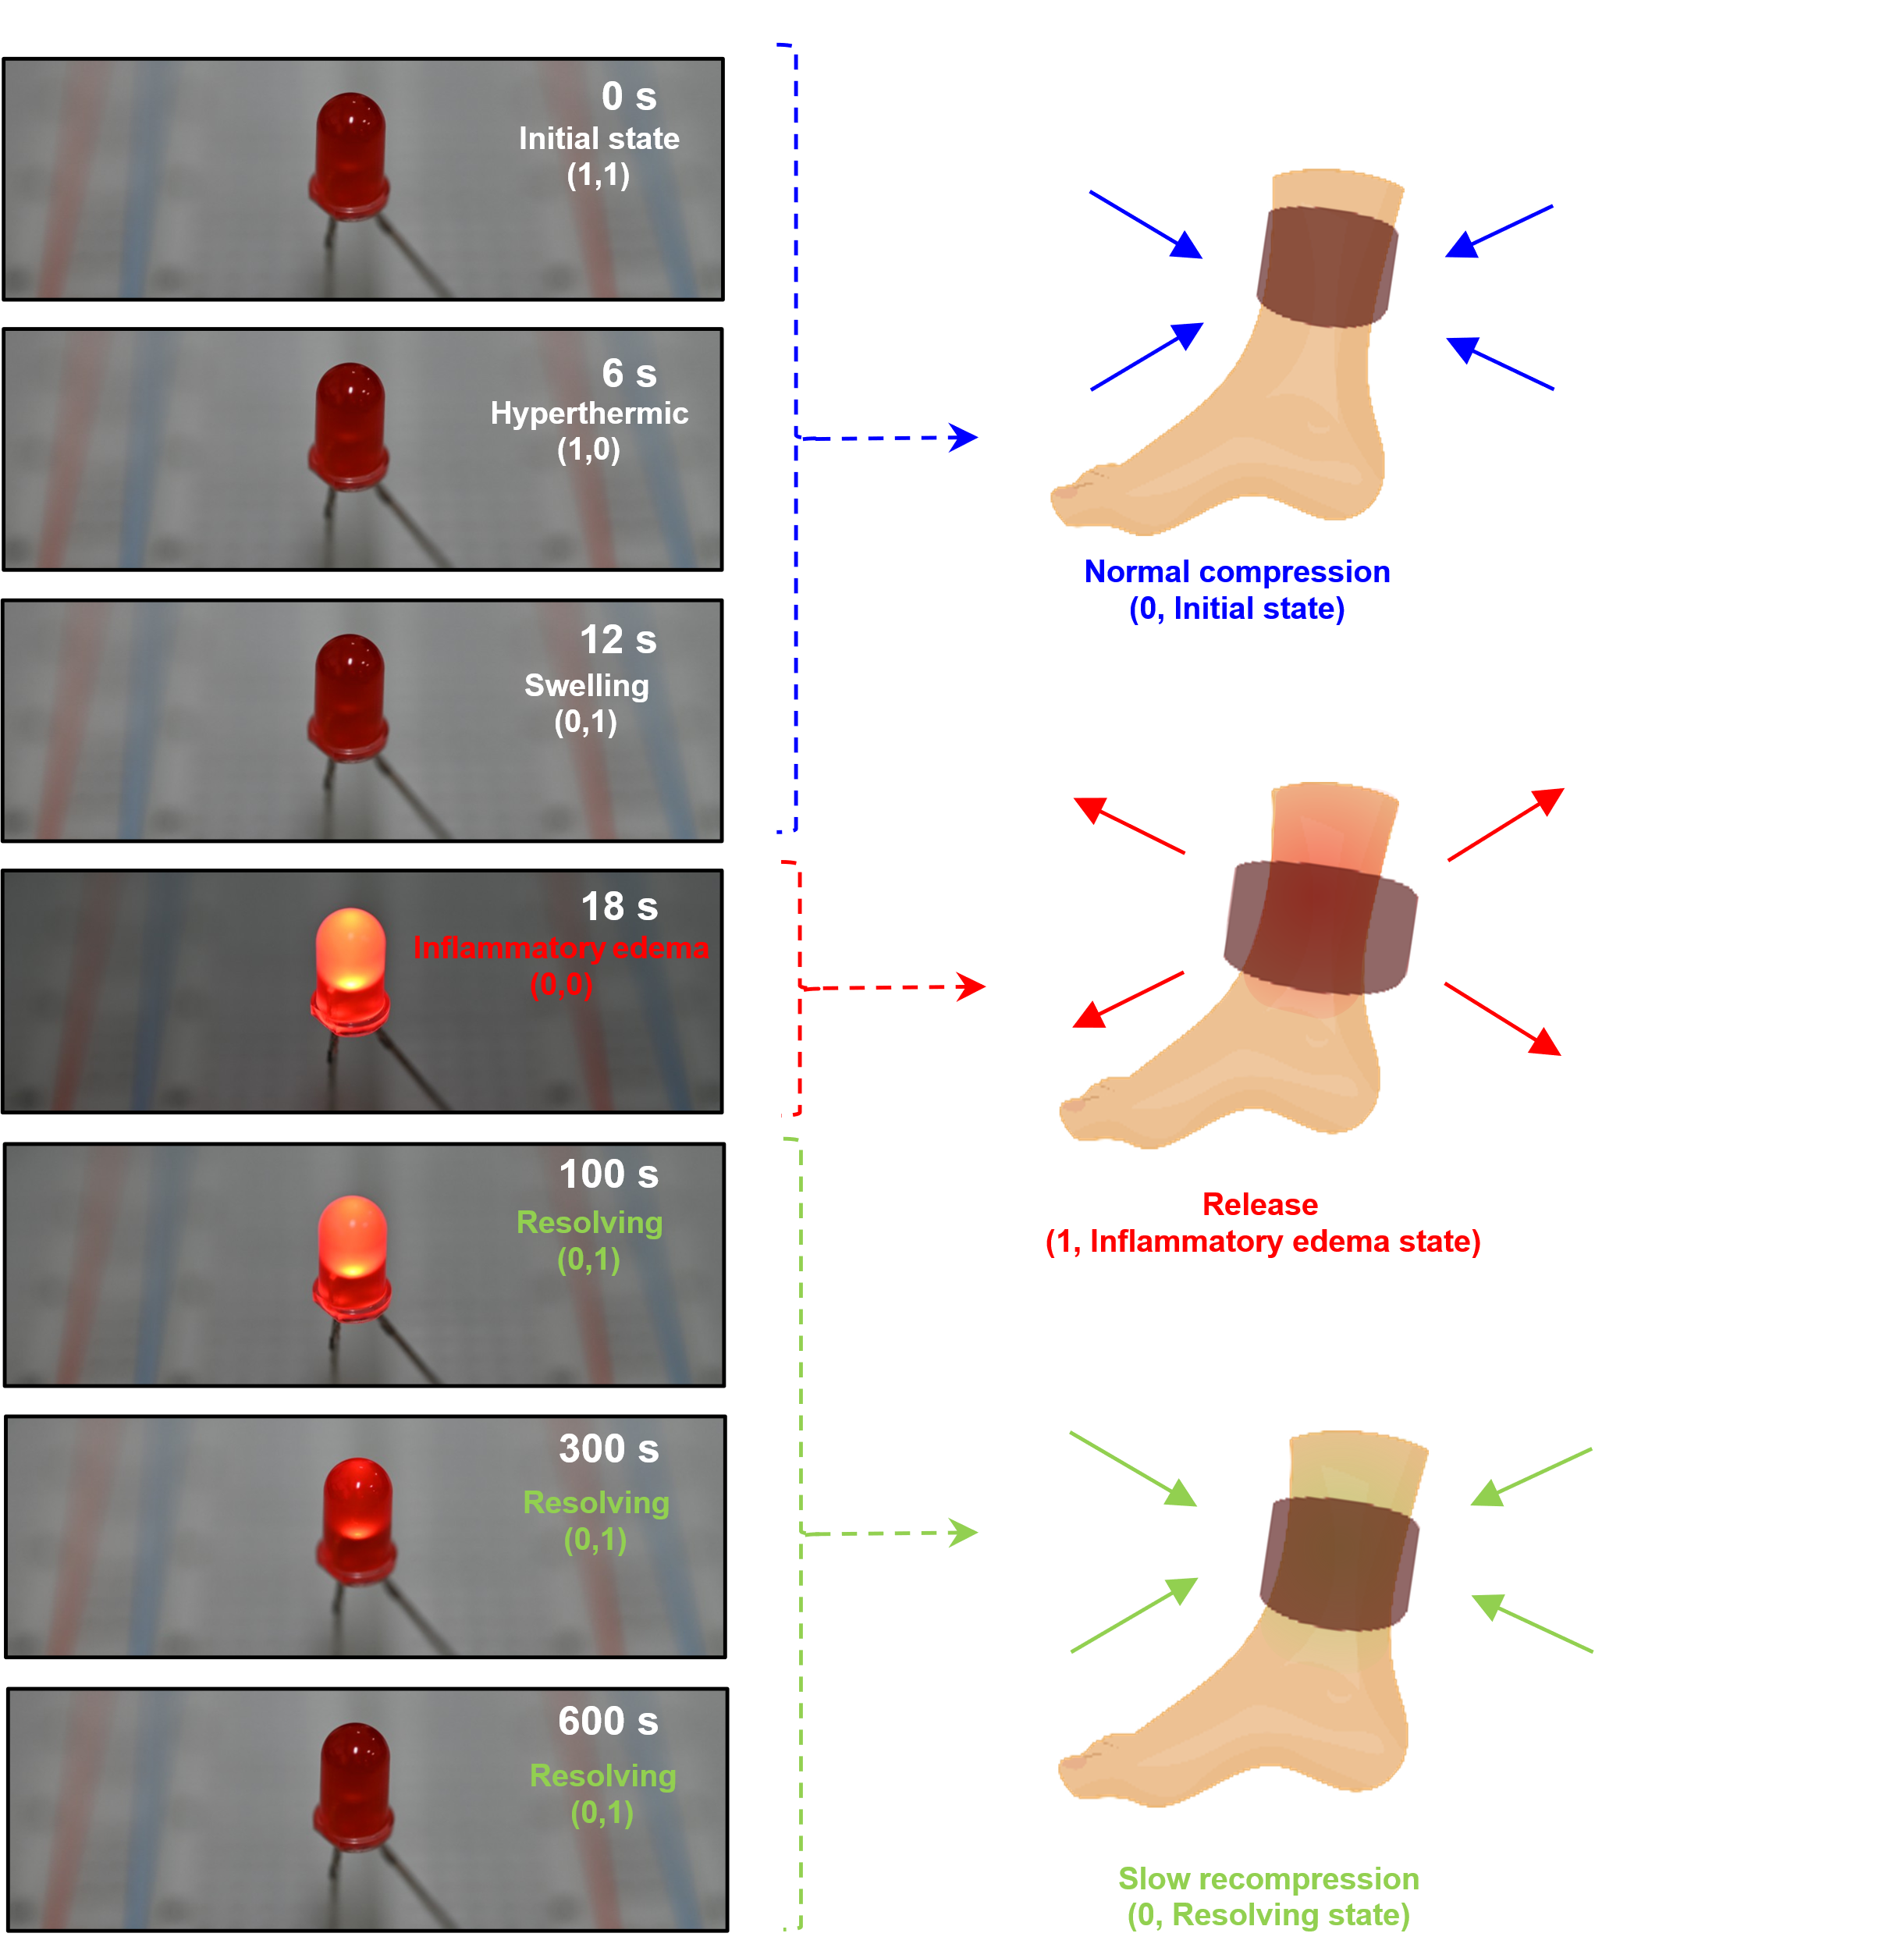 0 s
Initial state
(1,1)
6 s
Hyperthermic
(1,0)
12 s
Swelling
(0,1)
18 s
Inflammatory edema
(0,0)
100 s
Resolving
(0,1)
300 s
Resolving
(0,1)
600 s
Resolving
(0,1)
Normal compression
(0, Initial state)
Release
(1, Inflammatory edema state)
Slow recompression
(0, Resolving state)